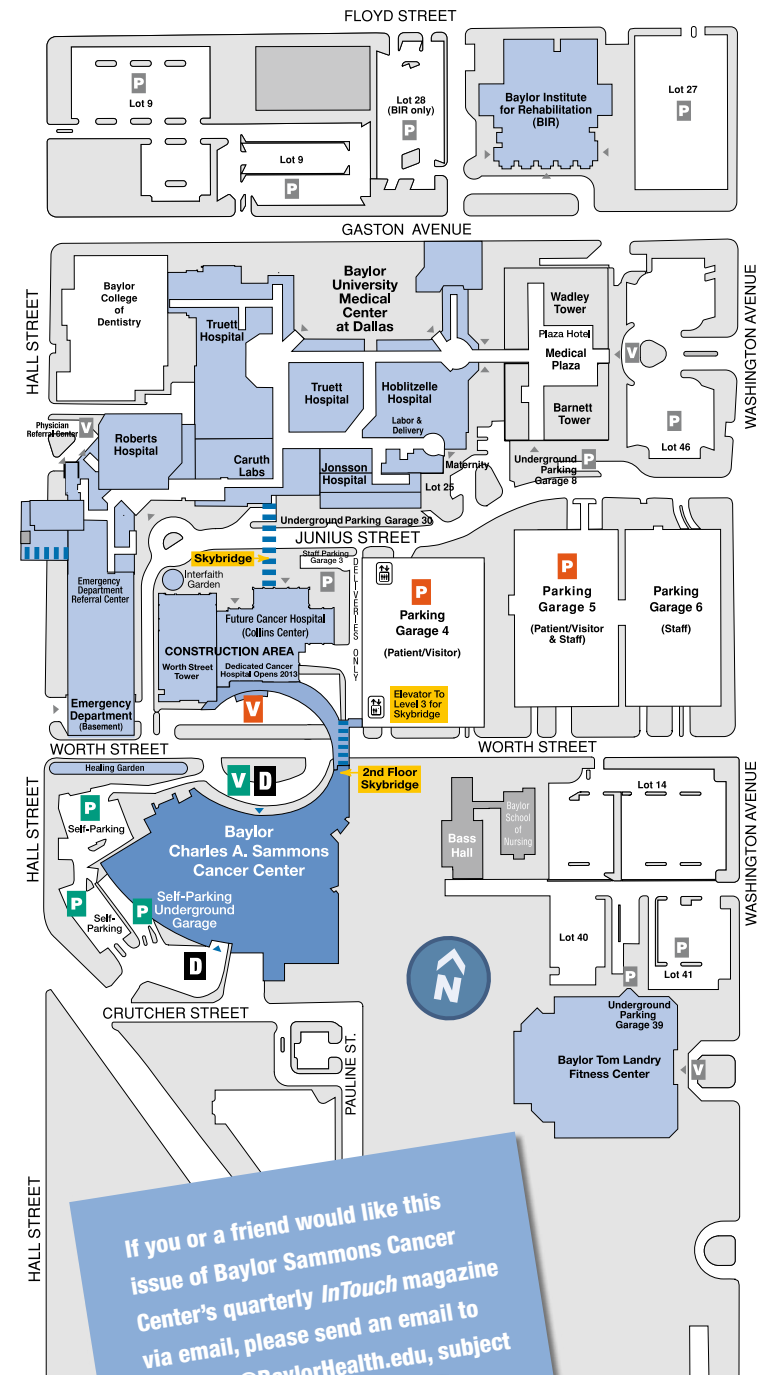 FLOYD STREET
P
Lot 9
Lot 28
(BIR only)
P
Baylor Institute
for Rehabilitation
(BIR)
Lot 27
P
Lot 9
P
GASTON AVENUE
HALL STREET
WASHINGTON AVENUE
Baylor
College
of
Dentistry
Truett
Hospital
Baylor
University
Medical
Center
at Dallas
Wadley
Tower
Plaza Hotel
Medical
Plaza
V
Barnett
Tower
P
Lot 46
Truett
Hospital
Hoblitzelle
Hospital
Labor &
Delivery
Physician
Referral Center
V
Roberts
Hospital
Caruth
Labs
Jonsson
Hospital
Maternity
Lot 25
Underground
Parking
Garage 8
P
Underground Parking Garage 30
JUNIUS STREET
Skybridge
Staff Parking
Garage 3
P
DELIVERIES ONLY
Interfaith
Garden
Emergency
Department
Referral Center
Future Cancer Hospital
(Collins Center)
CONSTRUCTION AREA
Worth Street
Tower
Dedicated Cancer
Hospital Opens 2013
P
Parking
Garage 4
(Patient/Visitor)
P
Parking
Garage 5
(Patient/Visitor
& Staff)
Parking
Garage 6
(Staff)
Elevator To
Level 3 for
Skybridge
V
Emergency
Department
(Basement)
WORTH STREET
WORTH STREET
Healing Garden
V D
2nd Floor
Skybridge
HALL STREET
WASHINGTON AVENUE
P
Self-Parking
Baylor
Charles A. Sammons
Cancer Center
P
Self-
Parking
P
Self-Parking
Underground
Garage
D
Bass
Hall
Baylor
School
of
Nursing
Lot 14
Lot 40
P
Lot 41
P
N
Underground
Parking
Garage 39
Baylor Tom Landry
Fitness Center
V
CRUTCHER STREET
PAULINE ST.
HALL STREET
If you or a friend would like this
issue of Baylor Sammons Cancer
Center's quarterly InTouch magazine
via email, please send an email to
@BaylorHealth.edu, subject